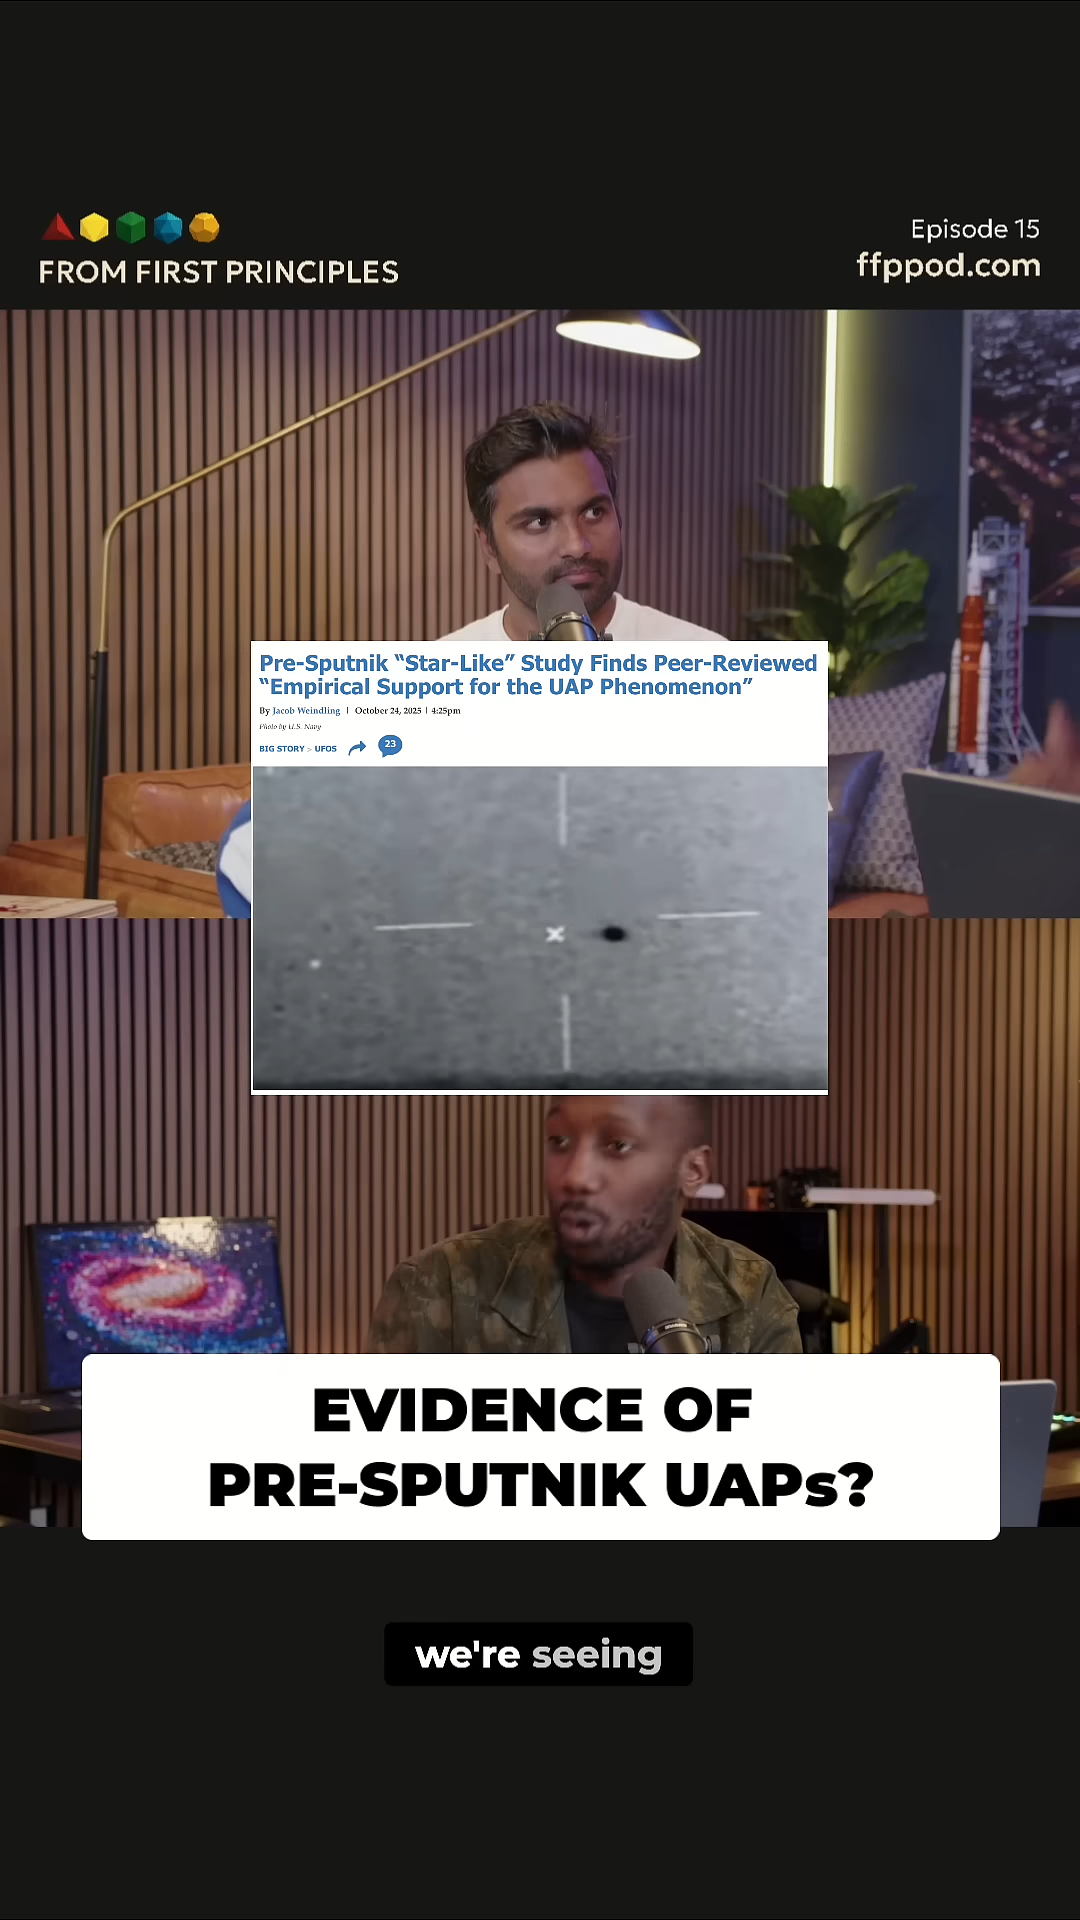 FROM FIRST PRINCIPLES
Episode 15
ffppod.com
Pre-Sputnik “Star-Like” Study Finds Peer-Reviewed
“Empirical Support for the UAP Phenomenon”
By Jacob Weindling | October 24, 2025 | 4:25pm
Photo by U.S. Navy
BIG STORY > UFOS
23
EVIDENCE OF
PRE-SPUTNIK UAPs?
we're seeing